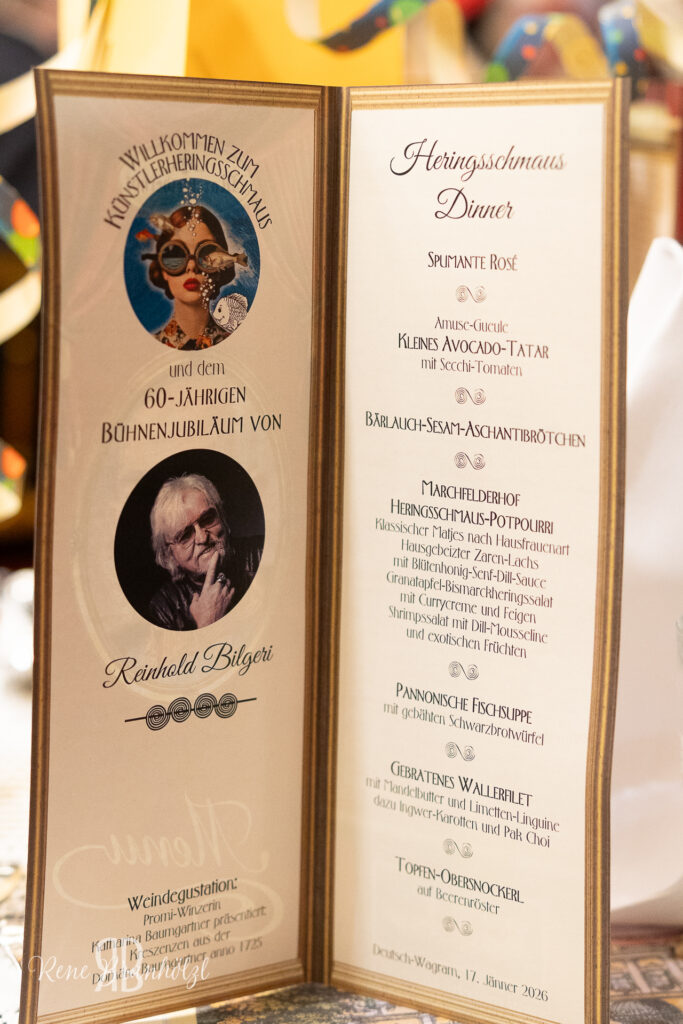 Willkommen zum
Künstlerheringsschmaus
und dem
60-jährigen
Bühnenjubiläum von
Reinhold Bilgeri
Menu
Weindegustation:
Promi-Winzerin
Katharina Baumgartner präsentiert
Kreszenzen aus der
Baumgartner anno 1725
Rene Brunhölzl
Heringsschmaus
Dinner
Spumante Rosé
Amuse-Gueule
Kleines Avocado-Tatar
mit Secchi-Tomaten
Bärlauch-Sesam-Aschantibrötchen
Marchfelderhof
Heringsschmaus-Potpourri
Klassischer Matjes nach Hausfrauenart
Hausgebeizter Zaren-Lachs
mit Blütenhonig-Senf-Dill-Sauce
Granatapfel-Bismarckheringssalat
mit Currycreme und Feigen
Shrimpssalat mit Dill-Mousseline
und exotischen Früchten
Pannonische Fischsuppe
mit gebähten Schwarzbrotwürfel
Gebratenes Wallerfilet
mit Mandelbutter und Limetten-Linguine
dazu Ingwer-Karotten und Pak Choi
Topfen-Obersnockerl
auf Beerenröster
Deutsch-Wagram, 17. Jänner 2026